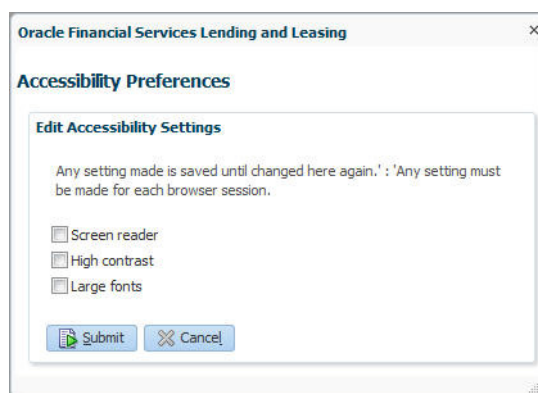 Oracle Financial Services Lending and Leasing
Accessibility Preferences
Edit Accessibility Settings
Any setting made is saved until changed here again.' : 'Any setting must
be made for each browser session.
Screen reader
High contrast
Large fonts
Submit Cancel